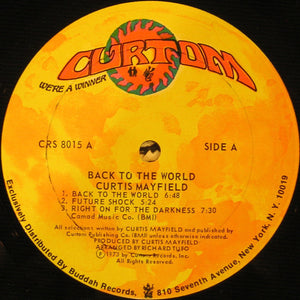 CURTOM
WE'RE A WINNER
CRS 8015 A
SIDE A
BACK TO THE WORLD
CURTIS MAYFIELD
1. BACK TO THE WORLD 6:48
2. FUTURE SHOCK 5:24
3. RIGHT ON FOR THE DARKNESS 7:30
Camad Music Co. (BMI)
All selections written by CURTIS MAYFIELD and published by
Curtom Publishing Co. (BMI) unless otherwise indicated.
PRODUCED BY CURTIS MAYFIELD
ARRANGED BY RICHARD TUFO
℗ 1973 by Curtom Records, Inc.
All Rights Reserved
Exclusively Distributed By Buddah Records, 810 Seventh Avenue, New York, N. Y. 10019